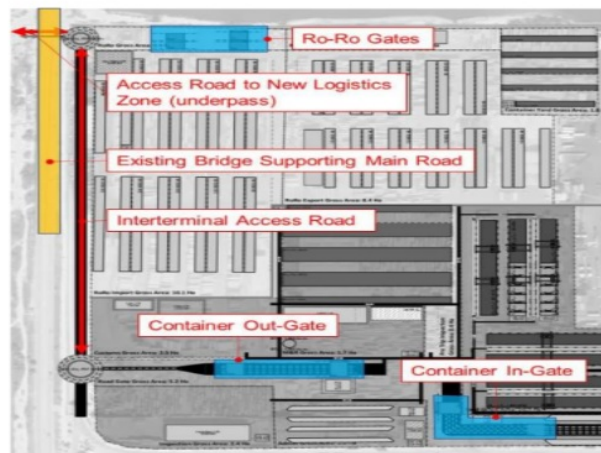 Ro-Ro Gates
Access Road to New Logistics
Zone (underpass)
Existing Bridge Supporting Main Road
Interterminal Access Road
Container Out-Gate
Container In-Gate